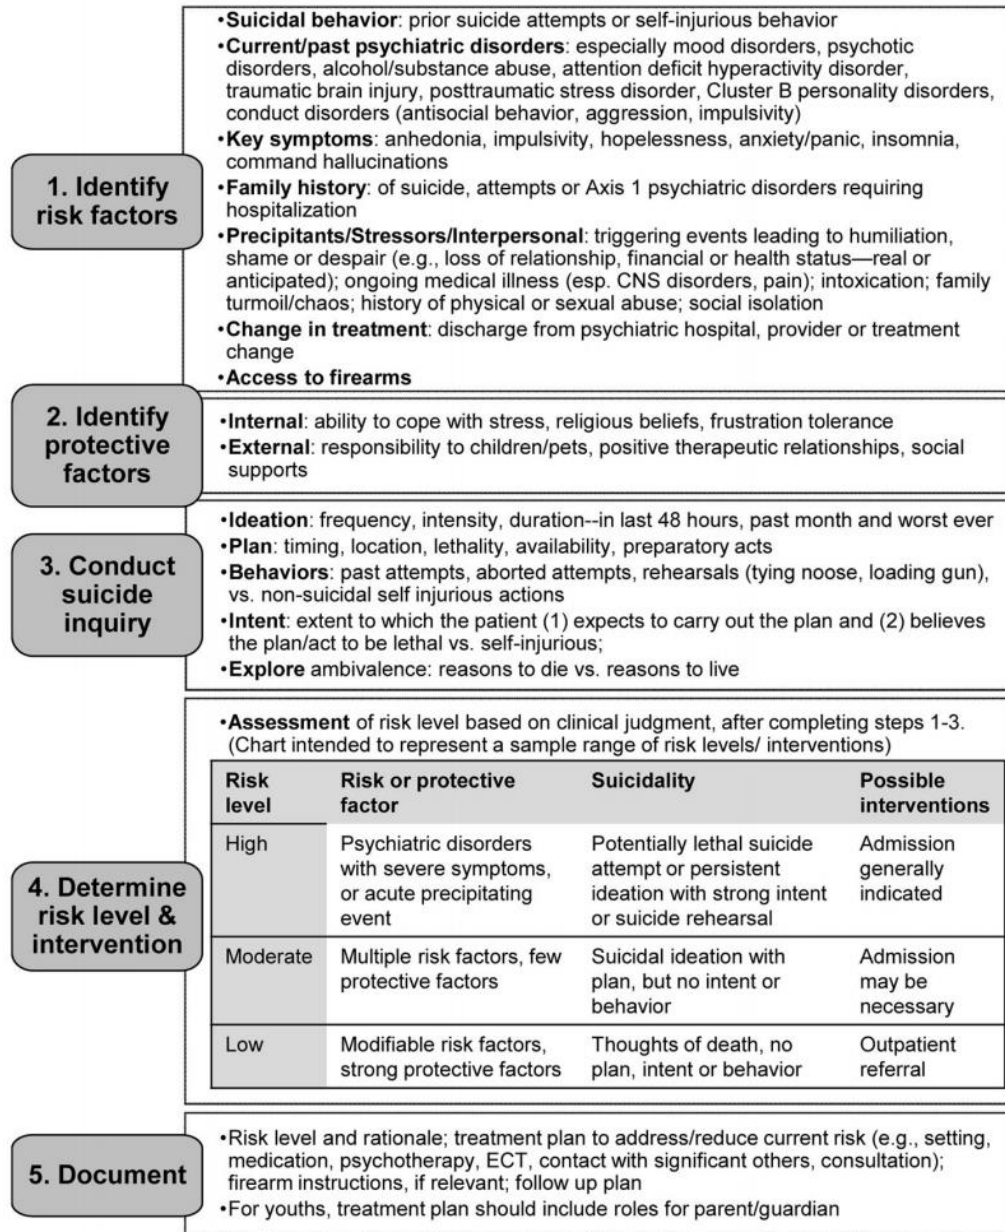 1. Identify
risk factors
•Suicidal behavior: prior suicide attempts or self-injurious behavior
•Current/past psychiatric disorders: especially mood disorders, psychotic
disorders, alcohol/substance abuse, attention deficit hyperactivity disorder,
traumatic brain injury, posttraumatic stress disorder, Cluster B personality disorders,
conduct disorders (antisocial behavior, aggression, impulsivity)
•Key symptoms: anhedonia, impulsivity, hopelessness, anxiety/panic, insomnia,
command hallucinations
•Family history: of suicide, attempts or Axis 1 psychiatric disorders requiring
hospitalization
•Precipitants/Stressors/Interpersonal: triggering events leading to humiliation,
shame or despair (e.g., loss of relationship, financial or health status—real or
anticipated); ongoing medical illness (esp. CNS disorders, pain); intoxication; family
turmoil/chaos; history of physical or sexual abuse; social isolation
•Change in treatment: discharge from psychiatric hospital, provider or treatment
change
•Access to firearms
2. Identify
protective
factors
•Internal: ability to cope with stress, religious beliefs, frustration tolerance
•External: responsibility to children/pets, positive therapeutic relationships, social
supports
3. Conduct
suicide
inquiry
•Ideation: frequency, intensity, duration--in last 48 hours, past month and worst ever
•Plan: timing, location, lethality, availability, preparatory acts
•Behaviors: past attempts, aborted attempts, rehearsals (tying noose, loading gun),
vs. non-suicidal self injurious actions
•Intent: extent to which the patient (1) expects to carry out the plan and (2) believes
the plan/act to be lethal vs. self-injurious;
•Explore ambivalence: reasons to die vs. reasons to live
4. Determine
risk level &
intervention
•Assessment of risk level based on clinical judgment, after completing steps 1-3.
(Chart intended to represent a sample range of risk levels/ interventions)
Risk level
Risk or protective factor
Suicidality
Possible interventions
High
Psychiatric disorders
with severe symptoms,
or acute precipitating
event
Potentially lethal suicide
attempt or persistent
ideation with strong intent
or suicide rehearsal
Admission
generally
indicated
Moderate
Multiple risk factors, few
protective factors
Suicidal ideation with
plan, but no intent or
behavior
Admission
may be
necessary
Low
Modifiable risk factors,
strong protective factors
Thoughts of death, no
plan, intent or behavior
Outpatient
referral
5. Document
•Risk level and rationale; treatment plan to address/reduce current risk (e.g., setting,
medication, psychotherapy, ECT, contact with significant others, consultation);
firearm instructions, if relevant; follow up plan
•For youths, treatment plan should include roles for parent/guardian